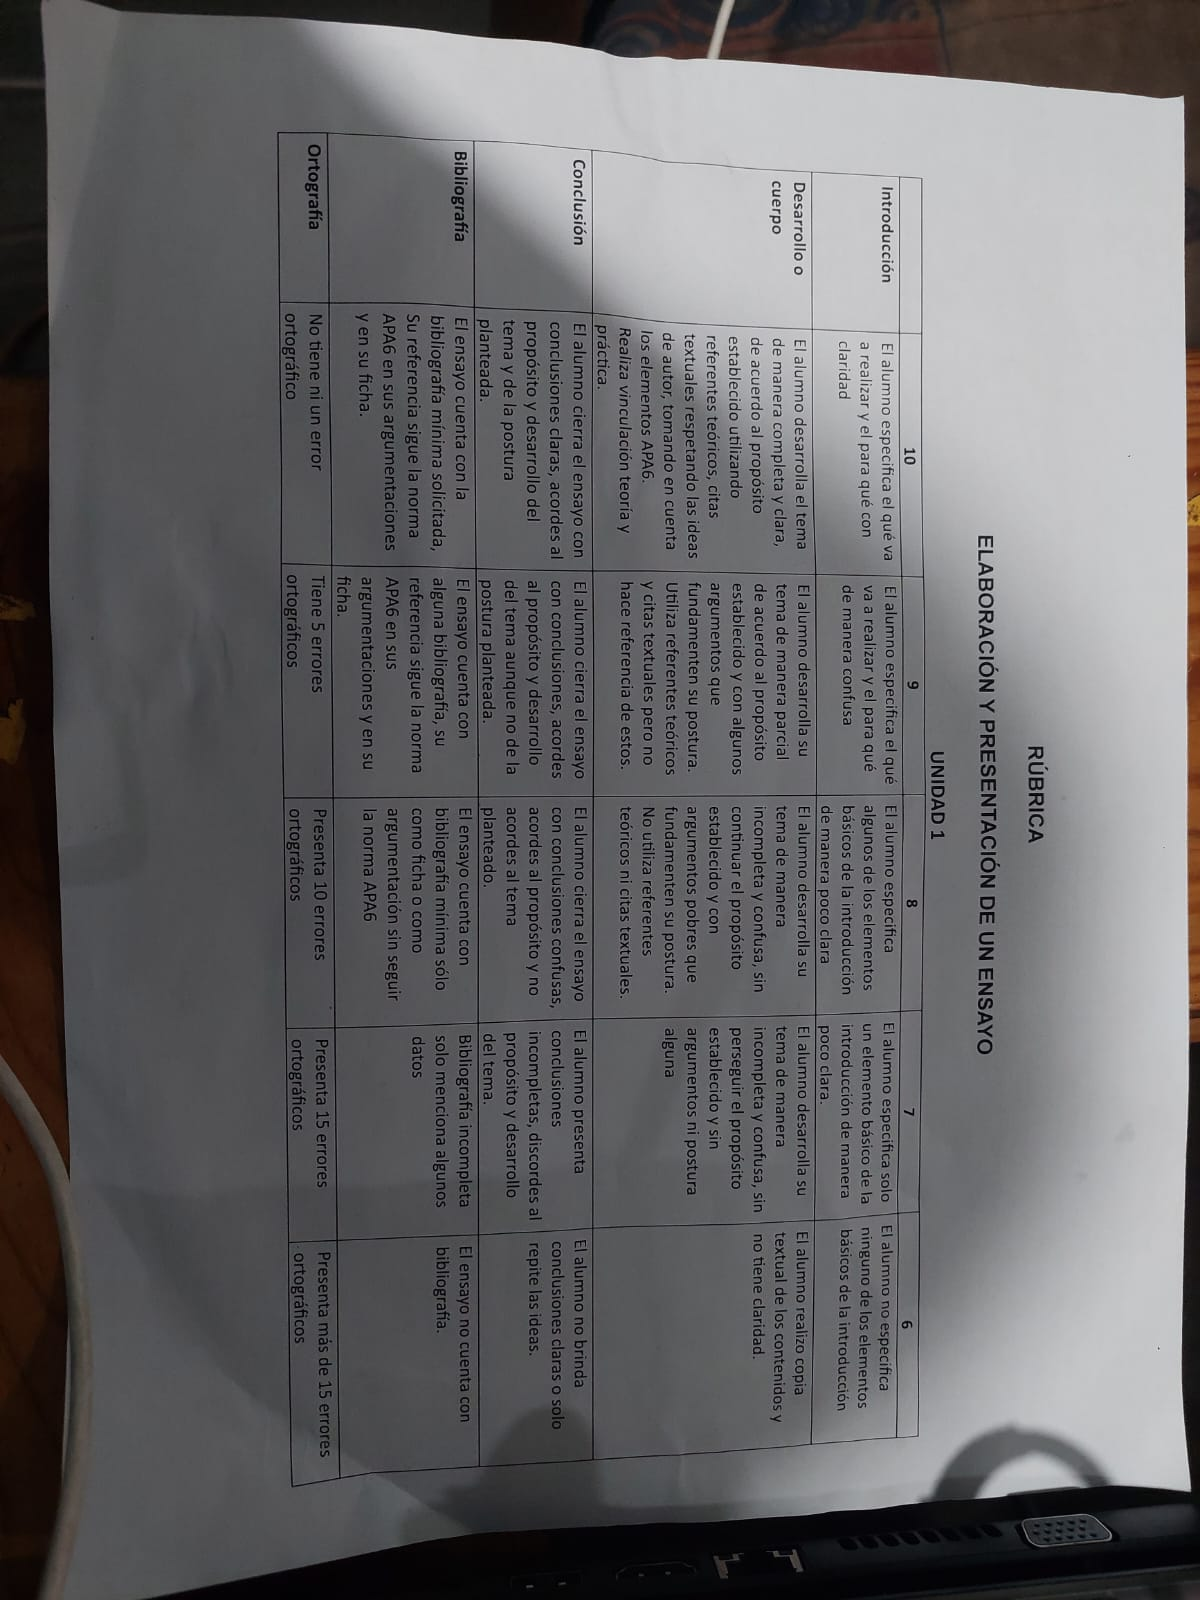 RÚBRICA
ELABORACIÓN Y PRESENTACIÓN DE UN ENSAYO
UNIDAD 1
10
9
8
7
6
Introducción
El alumno especifica el qué va
a realizar y el para qué con
claridad
El alumno especifica el qué
va a realizar y el para qué
de manera confusa
El alumno especifica
algunos de los elementos
básicos de la introducción
de manera poco clara
El alumno especifica solo
un elemento básico de la
introducción de manera
poco clara.
El alumno no especifica
ninguno de los elementos
básicos de la introducción
Desarrollo o
cuerpo
El alumno desarrolla el tema
de manera completa y clara,
de acuerdo al propósito
establecido utilizando
referentes teóricos, citas
textuales respetando las ideas
de autor, tomando en cuenta
los elementos APA6.
Realiza vinculación teoría y
práctica.
El alumno desarrolla su
tema de manera parcial
de acuerdo al propósito
establecido y con algunos
argumentos que
fundamenten su postura.
Utiliza referentes teóricos
y citas textuales pero no
hace referencia de estos.
El alumno desarrolla su
tema de manera
incompleta y confusa, sin
continuar el propósito
establecido y con
argumentos pobres que
fundamenten su postura.
No utiliza referentes
teóricos ni citas textuales.
El alumno desarrolla su
tema de manera
incompleta y confusa, sin
perseguir el propósito
establecido y sin
argumentos ni postura
alguna
El alumno realizo copia
textual de los contenidos y
no tiene claridad.
Conclusión
El alumno cierra el ensayo con
conclusiones claras, acordes al
propósito y desarrollo del
tema y de la postura
planteada.
El alumno cierra el ensayo
con conclusiones, acordes
al propósito y desarrollo
del tema aunque no de la
postura planteada.
El alumno cierra el ensayo
con conclusiones confusas,
acordes al propósito y no
acordes al tema
planteado.
El alumno presenta
conclusiones
incompletas, discordes al
propósito y desarrollo
del tema.
El alumno no brinda
conclusiones claras o solo
repite las ideas.
Bibliografía
El ensayo cuenta con la
bibliografía mínima solicitada,
Su referencia sigue la norma
APA6 en sus argumentaciones
y en su ficha.
El ensayo cuenta con
alguna bibliografía, su
referencia sigue la norma
APA6 en sus
argumentaciones y en su
ficha.
El ensayo cuenta con
bibliografía mínima sólo
como ficha o como
argumentación sin seguir
la norma APA6
Bibliografía incompleta
solo menciona algunos
datos
El ensayo no cuenta con
bibliografía.
Ortografía
No tiene ni un error
ortográfico
Tiene 5 errores
ortográficos
Presenta 10 errores
ortográficos
Presenta 15 errores
ortográficos
Presenta más de 15 errores
ortográficos